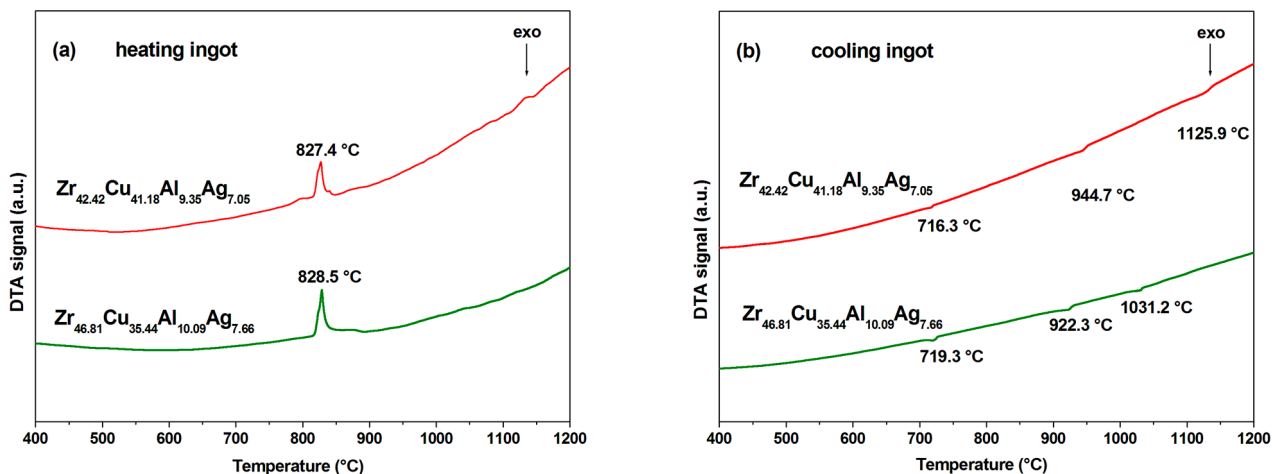 (a) heating ingot
exo
827.4 °C
Zr42.42Cu41.18Al9.35Ag7.05
828.5 °C
Zr46.81Cu35.44Al10.09Ag7.66
DTA signal (a.u.)
400 500 600 700 800 900 1000 1100 1200
Temperature (°C)
(b) cooling ingot
exo
1125.9 °C
Zr42.42Cu41.18Al9.35Ag7.05
944.7 °C
716.3 °C
1031.2 °C
Zr46.81Cu35.44Al10.09Ag7.66
922.3 °C
719.3 °C
DTA signal (a.u.)
400 500 600 700 800 900 1000 1100 1200
Temperature (°C)